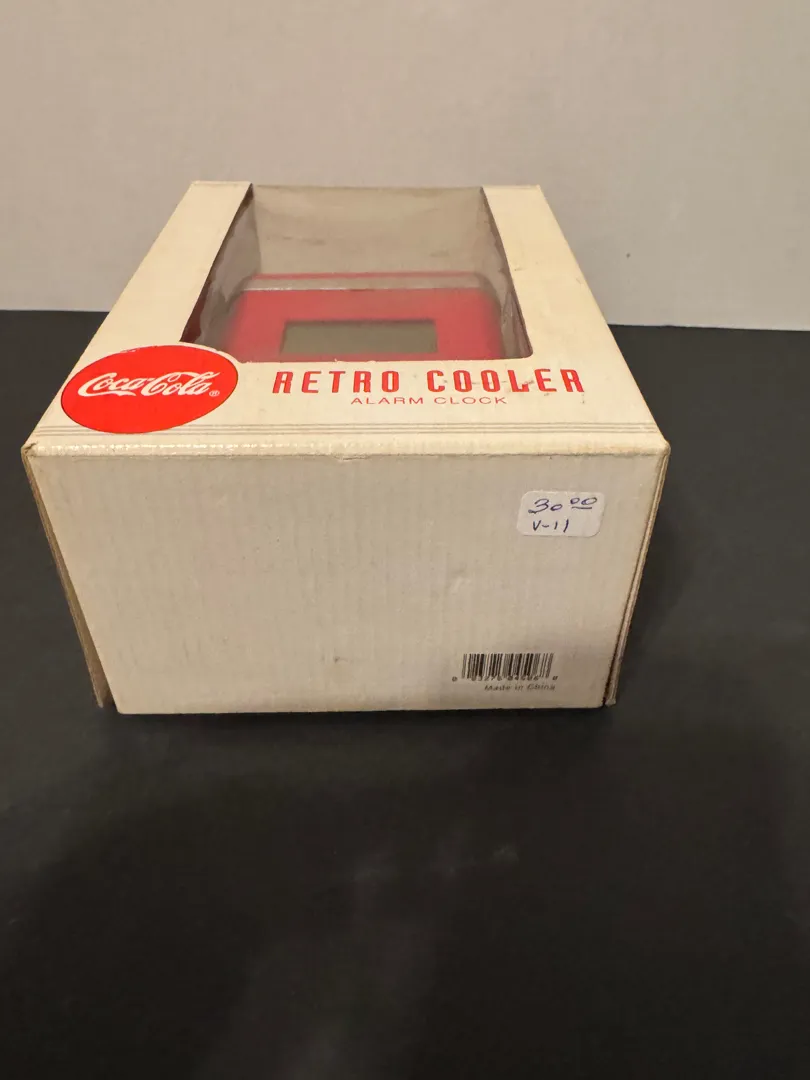 Coca-Cola®
RETRO COOLER
ALARM CLOCK
30.00
V-11
Made in China